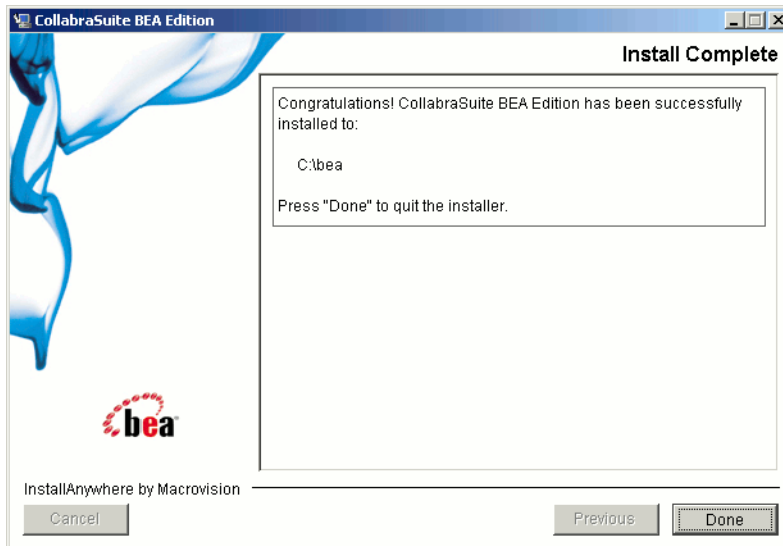 CollabraSuite BEA Edition
Install Complete
Congratulations! CollabraSuite BEA Edition has been successfully
installed to:
C:\bea
Press "Done" to quit the installer.
bea
InstallAnywhere by Macrovision
Cancel
Previous
Done